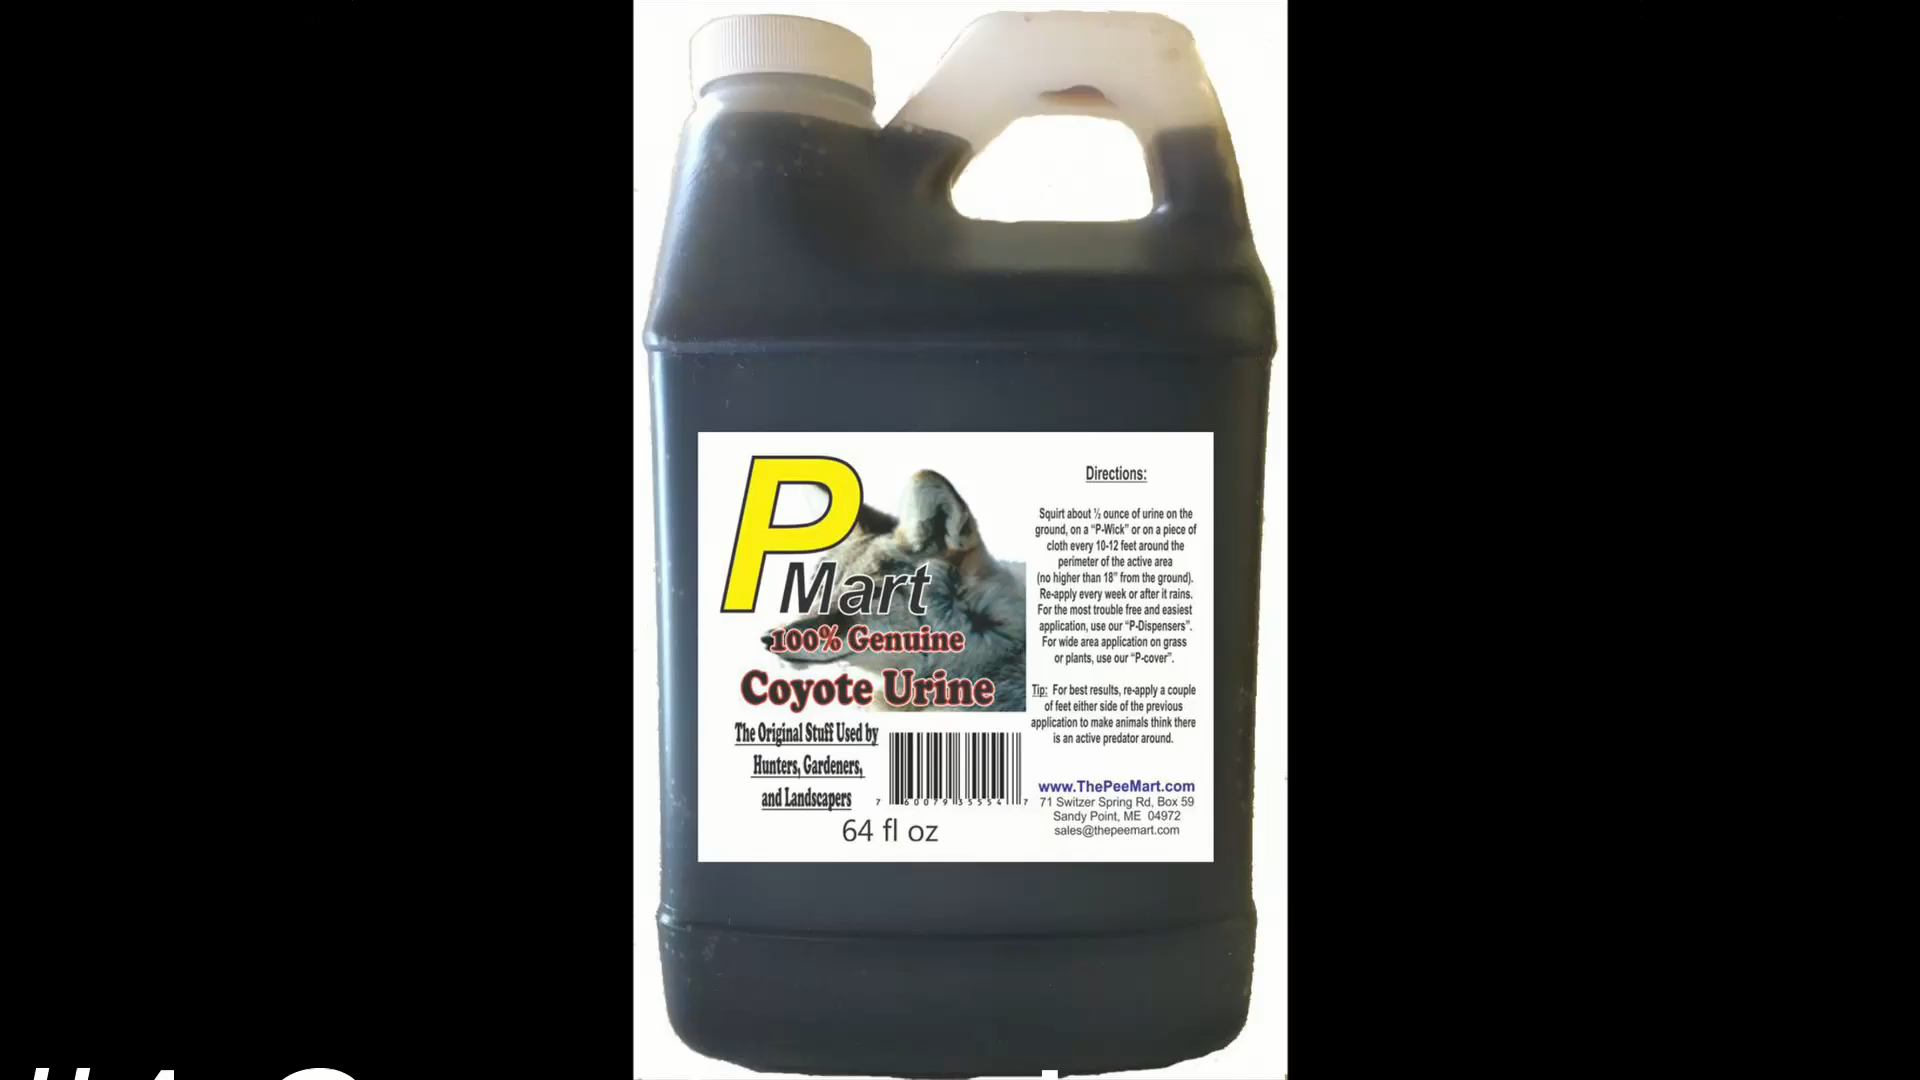 P
Mart
100% Genuine
Coyote Urine
The Original Stuff Used by
Hunters, Gardeners,
and Landscapers
7 60079 35554 7
64 fl oz
Directions:
Squirt about ½ ounce of urine on the
ground, on a “P-Wick” or on a piece of
cloth every 10-12 feet around the
perimeter of the active area
(no higher than 18” from the ground).
Re-apply every week or after it rains.
For the most trouble free and easiest
application, use our “P-Dispensers”.
For wide area application on grass
or plants, use our “P-cover”.
Tip: For best results, re-apply a couple
of feet either side of the previous
application to make animals think there
is an active predator around.
www.ThePeeMart.com
71 Switzer Spring Rd, Box 59
Sandy Point, ME 04972
sales@thepeemart.com